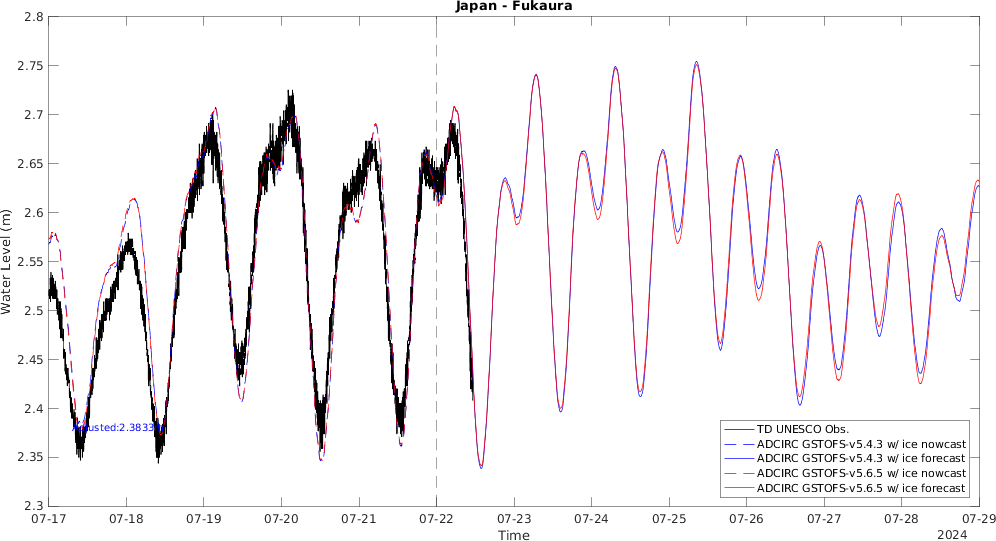 Japan - Fukaura
2.8
2.75
2.7
2.65
2.6
2.55
2.5
2.45
2.4
2.35
2.3
Water Level (m)
07-17 07-18 07-19 07-20 07-21 07-22 07-23 07-24 07-25 07-26 07-27 07-28 07-29
Time
2024
TD UNESCO Obs.
ADCIRC GSTOFS-v5.4.3 w/ ice nowcast
ADCIRC GSTOFS-v5.4.3 w/ ice forecast
ADCIRC GSTOFS-v5.6.5 w/ ice nowcast
ADCIRC GSTOFS-v5.6.5 w/ ice forecast